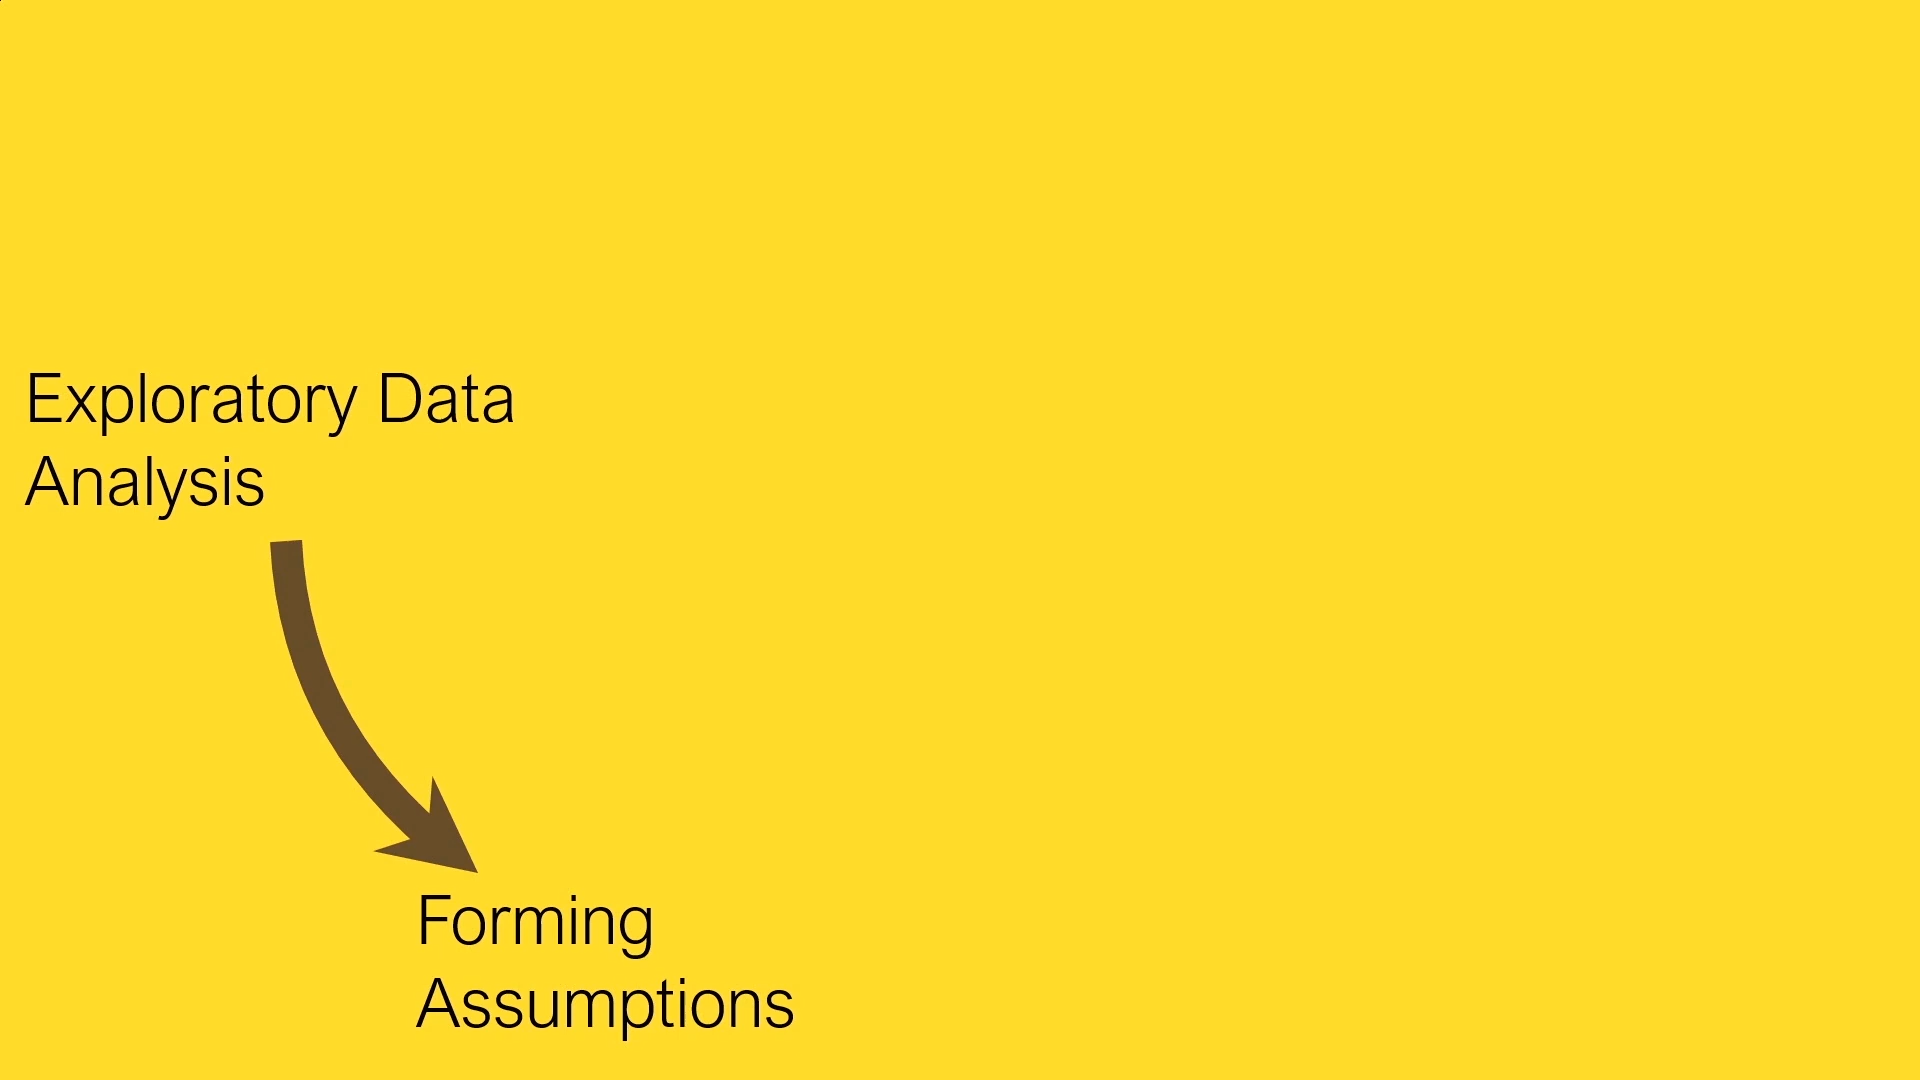 Exploratory Data
Analysis
Forming
Assumptions